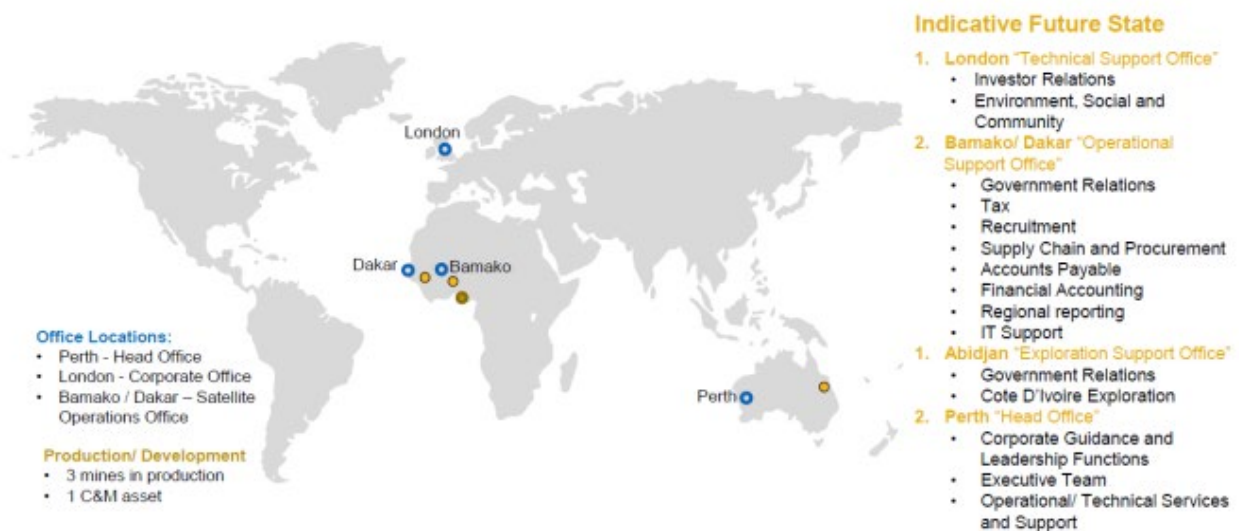 London
Dakar
Bamako
Perth
Office Locations:
• Perth - Head Office
• London - Corporate Office
• Bamako / Dakar – Satellite
Operations Office
Production/ Development
• 3 mines in production
• 1 C&M asset
Indicative Future State
1. London “Technical Support Office”
• Investor Relations
• Environment, Social and
Community
2. Bamako/ Dakar “Operational
Support Office”
• Government Relations
• Tax
• Recruitment
• Supply Chain and Procurement
• Accounts Payable
• Financial Accounting
• Regional reporting
• IT Support
1. Abidjan “Exploration Support Office”
• Government Relations
• Cote D’Ivoire Exploration
2. Perth “Head Office”
• Corporate Guidance and
Leadership Functions
• Executive Team
• Operational/ Technical Services
and Support